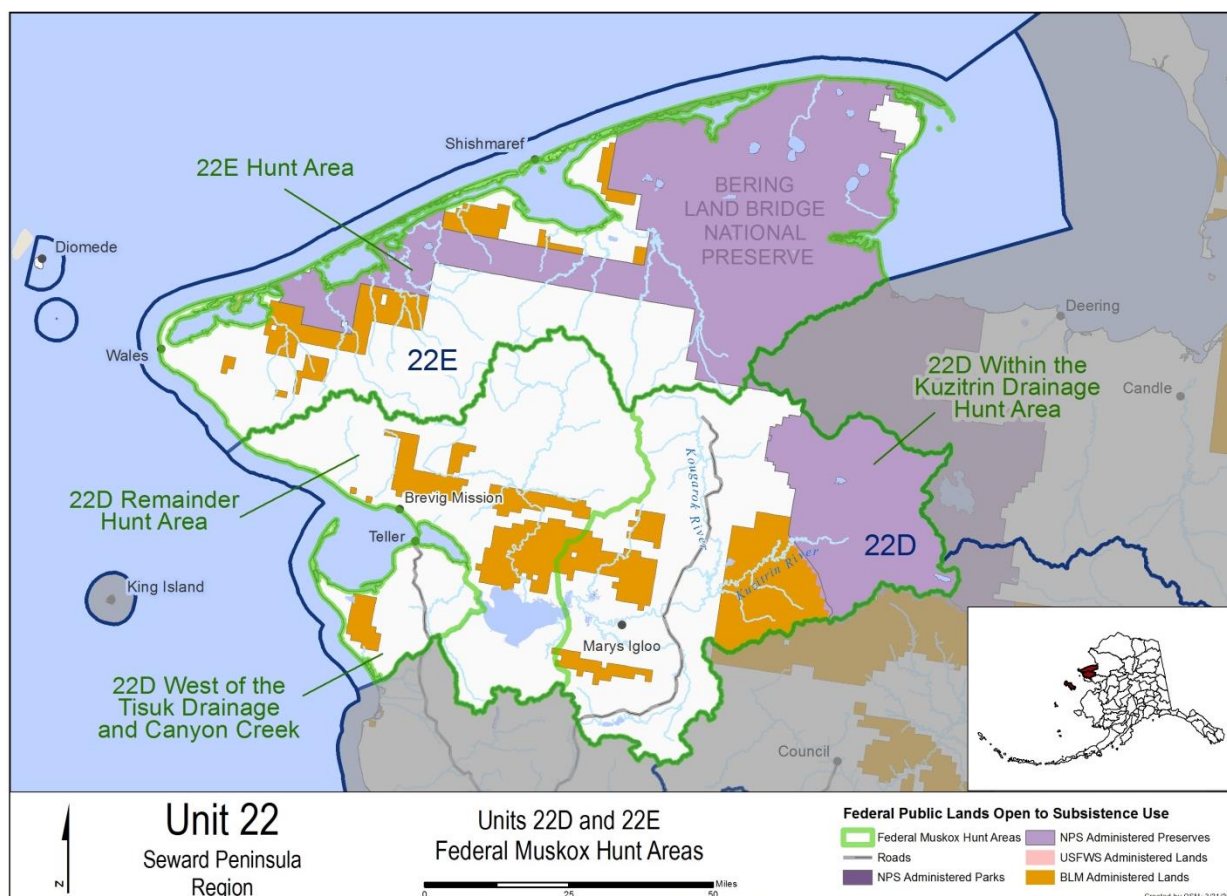 Shishmaref
22E Hunt Area
BERING
LAND BRIDGE
NATIONAL
PRESERVE
Diomede
Deering
Wales
22E
22D Within the
Kuzitrin Drainage
Hunt Area
Candle
Kougarok River
22D Remainder
Hunt Area
Brevig Mission
Teller
22D
Kuzitrin River
King Island
Marys Igloo
22D West of the
Tisuk Drainage
and Canyon Creek
Council
N
Unit 22
Seward Peninsula
Region
Units 22D and 22E
Federal Muskox Hunt Areas
0 25 50 Miles
Federal Public Lands Open to Subsistence Use
Federal Muskox Hunt Areas
Roads
NPS Administered Parks
NPS Administered Preserves
USFWS Administered Lands
BLM Administered Lands